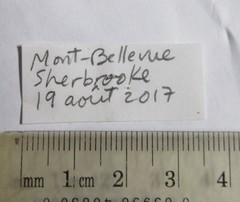 Mont-Bellevue
Sherbrooke
19 août 2017
mm 1 cm 2 3 4